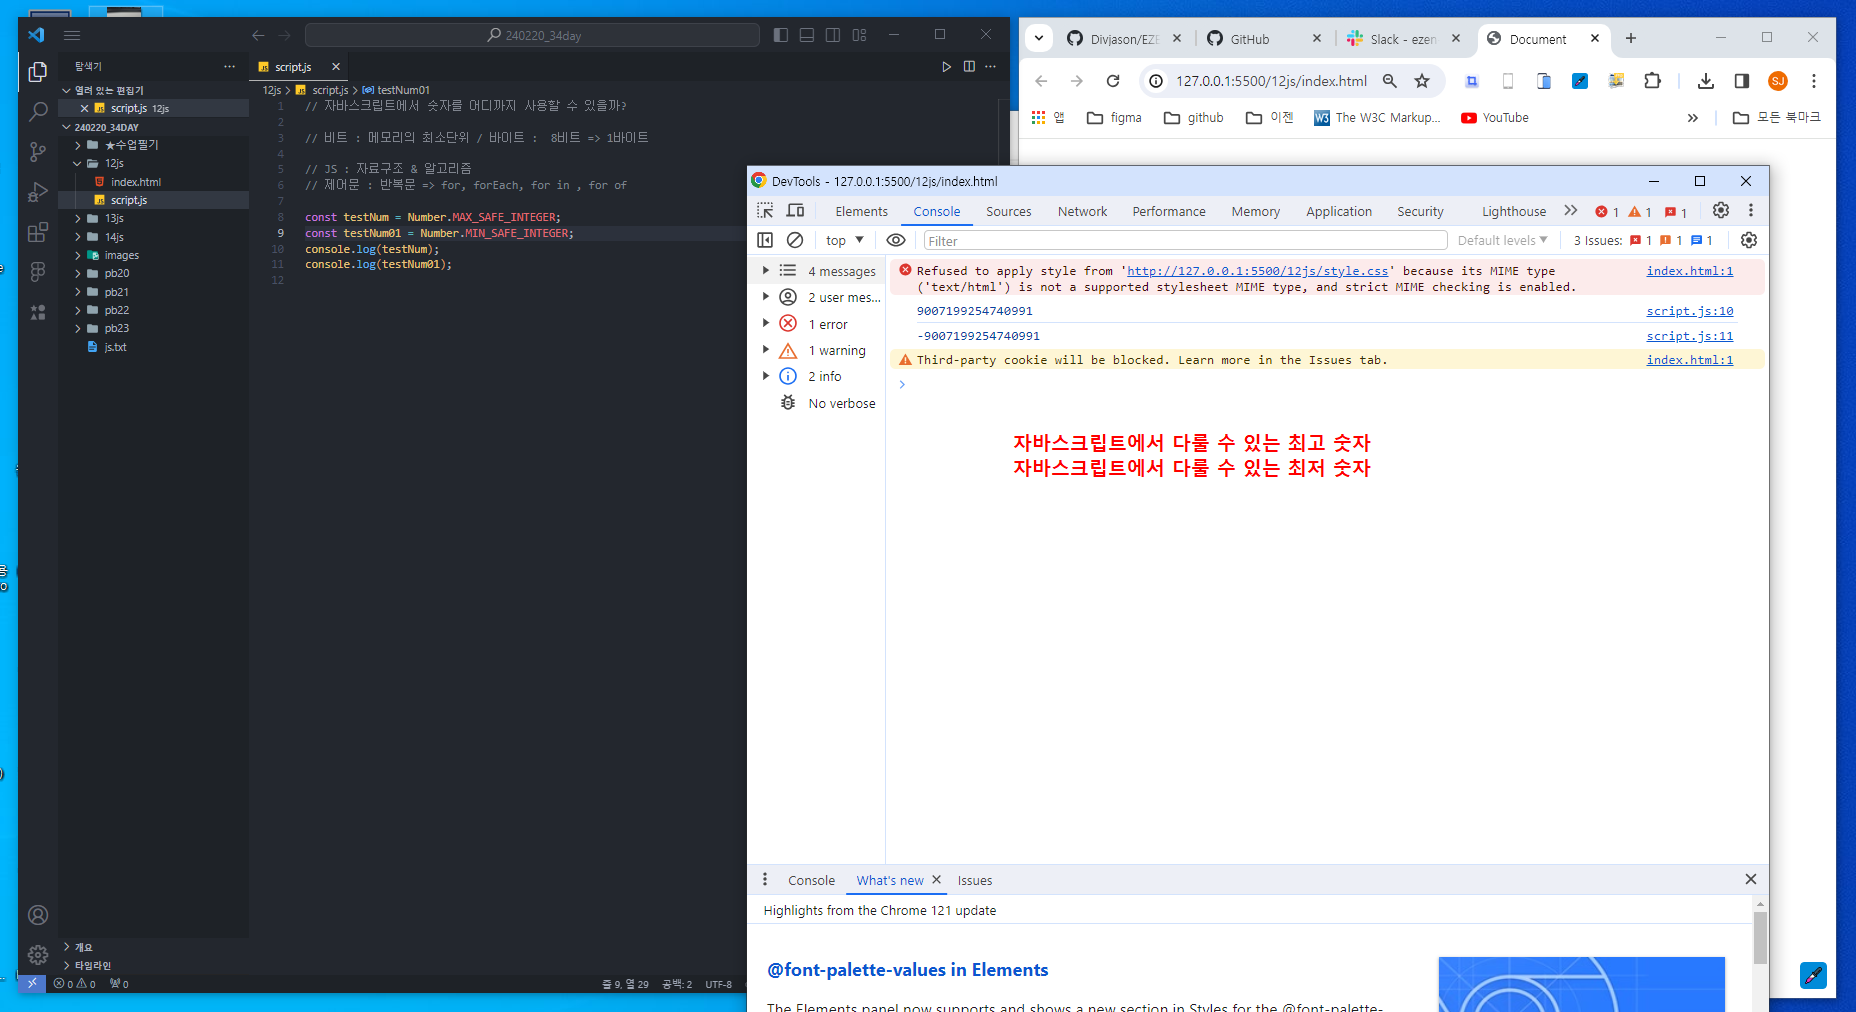 240220_34day
탐색기
열려 있는 편집기
script.js 12js
240220_34DAY
★수업필기
12js
index.html
script.js
13js
14js
images
pb20
pb21
pb22
pb23
js.txt
개요
타임라인
script.js
12js > script.js > testNum01
1 // 자바스크립트에서 숫자를 어디까지 사용할 수 있을까?
2
3 // 비트 : 메모리의 최소단위 / 바이트 : 8비트 => 1바이트
4
5 // JS : 자료구조 & 알고리즘
6 // 제어문 : 반복문 => for, forEach, for in , for of
7
8 const testNum = Number.MAX_SAFE_INTEGER;
9 const testNum01 = Number.MIN_SAFE_INTEGER;
10 console.log(testNum);
11 console.log(testNum01);
12
0 0 0
줄 9, 열 29 공백: 2 UTF-8
Divjason/EZE
GitHub
Slack - ezen
Document
127.0.0.1:5500/12js/index.html
SJ
앱 figma github 이젠 The W3C Markup... YouTube » 모든 북마크
DevTools - 127.0.0.1:5500/12js/index.html
Elements Console Sources Network Performance Memory Application Security Lighthouse 1 1 1
top Filter Default levels 3 Issues: 1 1 1
4 messages
2 user mes...
1 error
1 warning
2 info
No verbose
Refused to apply style from 'http://127.0.0.1:5500/12js/style.css' because its MIME type index.html:1
('text/html') is not a supported stylesheet MIME type, and strict MIME checking is enabled.
9007199254740991 script.js:10
-9007199254740991 script.js:11
Third-party cookie will be blocked. Learn more in the Issues tab. index.html:1
자바스크립트에서 다룰 수 있는 최고 숫자
자바스크립트에서 다룰 수 있는 최저 숫자
Console What's new Issues
Highlights from the Chrome 121 update
@font-palette-values in Elements
The Elements panel now supports and shows a new section in Styles for the @font-palette-